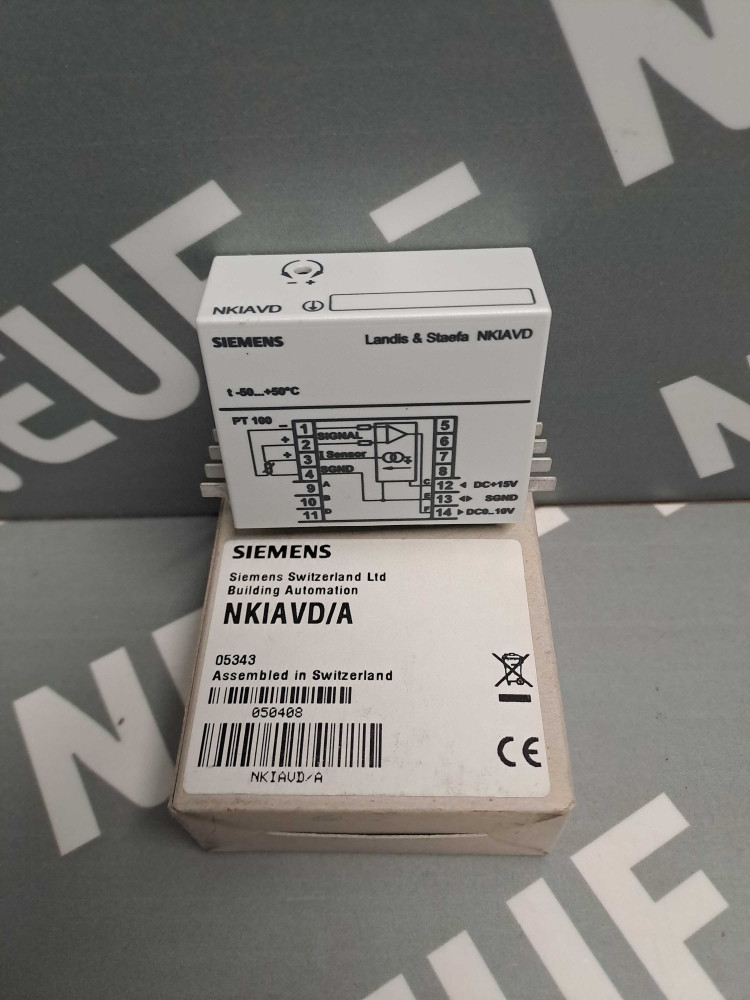 NEUF - N
NKIAVD
- +
SIEMENS Landis & Staefa NKIAVD
t -50...+50°C
PT 100
- 1 5
+ 2 SIGNAL 6
+ 3 I Sensor 7
4 SGND 8
9 A C 12 ◄ DC+15V
10 B E 13 ◄► SGND
11 D F 14 ► DC0..10V
SIEMENS
Siemens Switzerland Ltd
Building Automation
NKIAVD/A
05343
Assembled in Switzerland
050408
NKIAVD/A
CE
NEUF